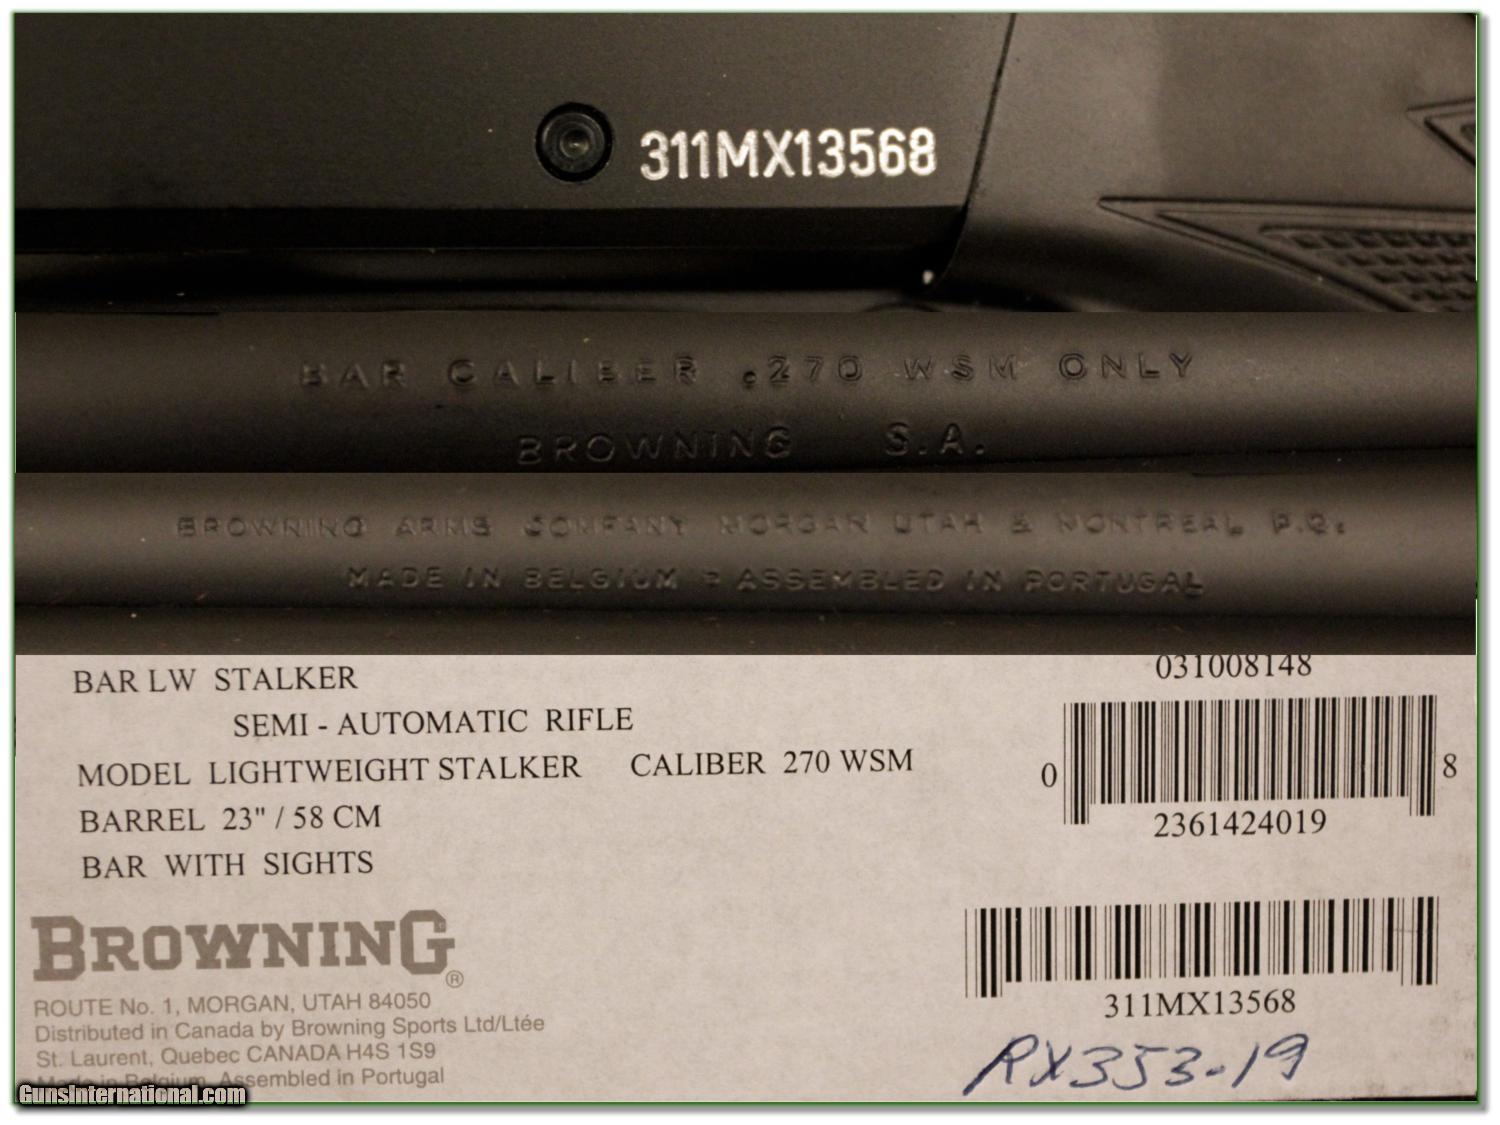 311MX13568
BAR CALIBER .270 WSM ONLY
BROWNING S.A.
BROWNING ARMS COMPANY MORGAN UTAH & MONTREAL P.Q.
MADE IN BELGIUM - ASSEMBLED IN PORTUGAL
BAR LW STALKER
SEMI - AUTOMATIC RIFLE
MODEL LIGHTWEIGHT STALKER CALIBER 270 WSM
BARREL 23" / 58 CM
BAR WITH SIGHTS
031008148
0 8
2361424019
BROWNING®
ROUTE No. 1, MORGAN, UTAH 84050
Distributed in Canada by Browning Sports Ltd/Ltée
St. Laurent, Quebec CANADA H4S 1S9
Made in Belgium, Assembled in Portugal
311MX13568
RX353-19
GunsInternational.com